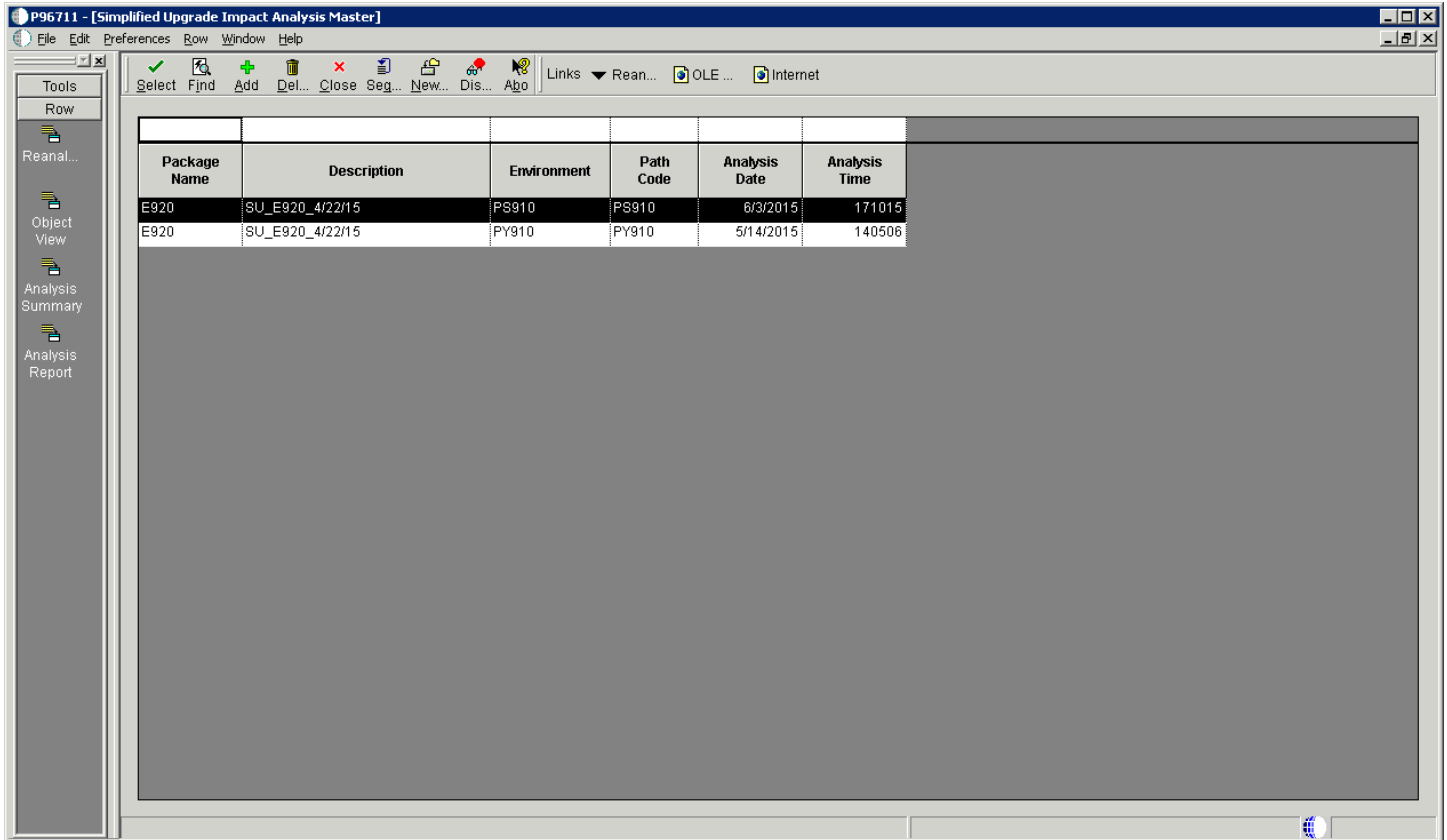 P96711 - [Simplified Upgrade Impact Analysis Master]
File Edit Preferences Row Window Help
Select Find Add Del... Close Seq... New... Dis... Abo Links Rean... OLE ... Internet
Tools
Row
Reanal...
Object
View
Analysis
Summary
Analysis
Report
Package Name Description Environment Path Code Analysis Date Analysis Time
E920 SU_E920_4/22/15 PS910 PS910 6/3/2015 171015
E920 SU_E920_4/22/15 PY910 PY910 5/14/2015 140506